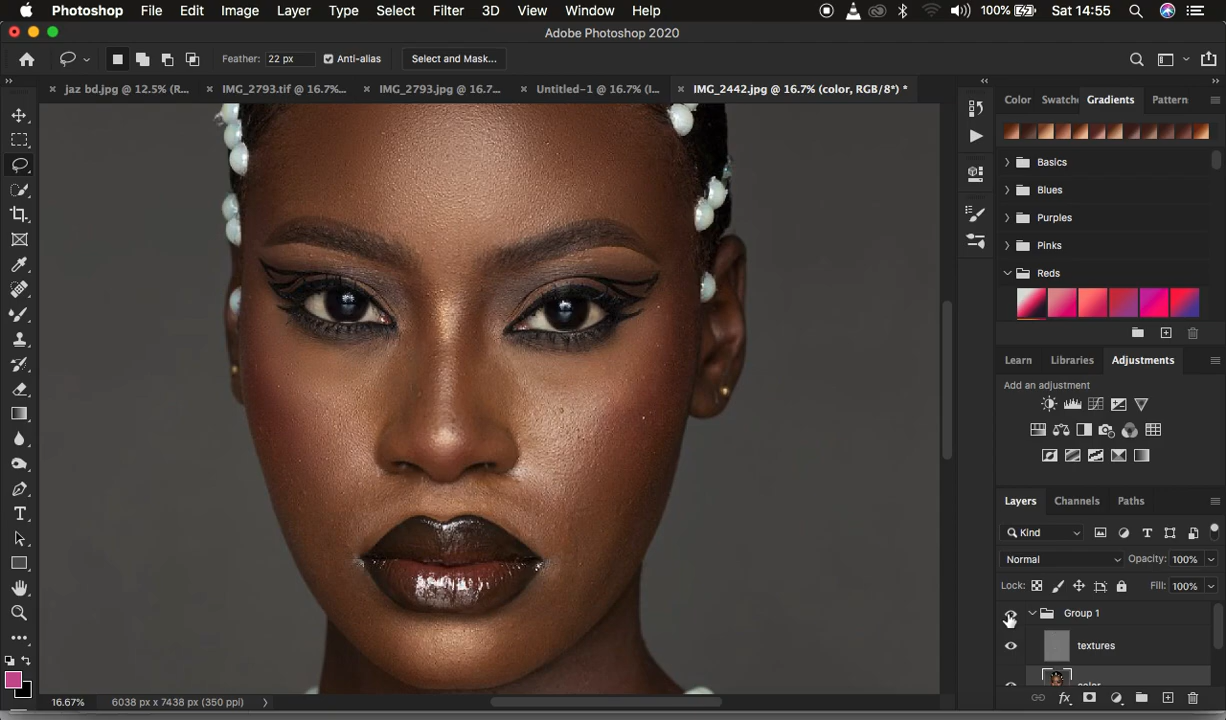 Photoshop File Edit Image Layer Type Select Filter 3D View Window Help 100% Sat 14:55
Adobe Photoshop 2020
Feather: 22 px Anti-alias Select and Mask...
jaz bd.jpg @ 12.5% (R... IMG_2793.tif @ 16.7%... IMG_2793.jpg @ 16.7... Untitled-1 @ 16.7% (l... IMG_2442.jpg @ 16.7% (color, RGB/8*) *
Color Swatche Gradients Pattern
Basics
Blues
Purples
Pinks
Reds
Learn Libraries Adjustments
Add an adjustment
Layers Channels Paths
Kind
Normal Opacity: 100%
Lock: Fill: 100%
Group 1
textures
color
16.67% 6038 px x 7438 px (350 ppi)